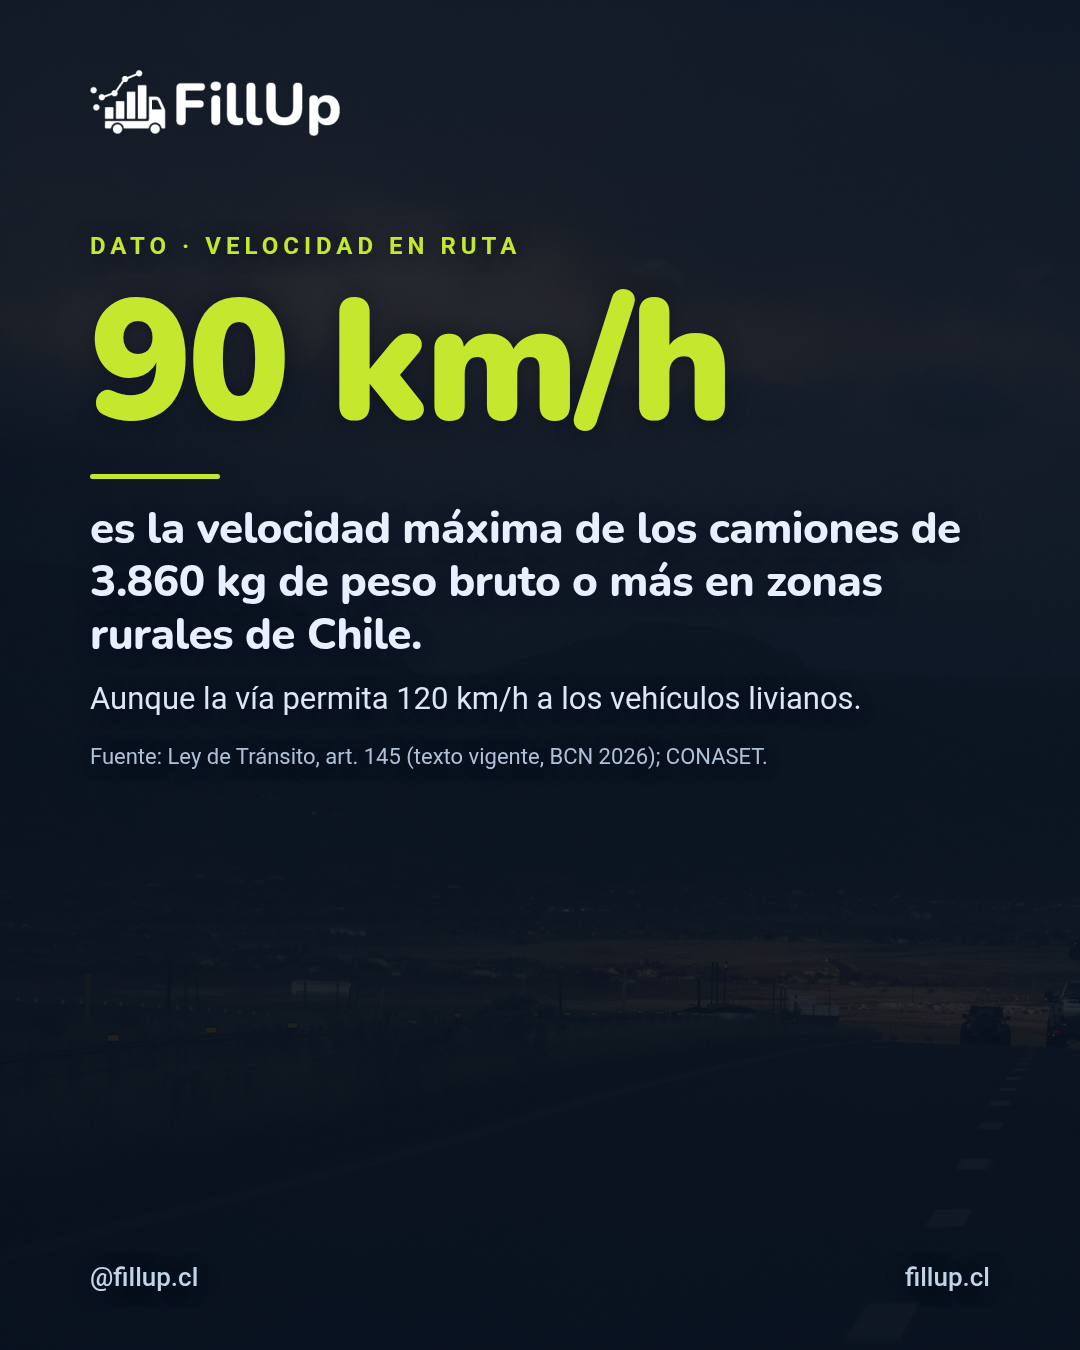 FillUp
DATO · VELOCIDAD EN RUTA
90 km/h
es la velocidad máxima de los camiones de
3.860 kg de peso bruto o más en zonas
rurales de Chile.
Aunque la vía permita 120 km/h a los vehículos livianos.
Fuente: Ley de Tránsito, art. 145 (texto vigente, BCN 2026); CONASET.
@fillup.cl
fillup.cl